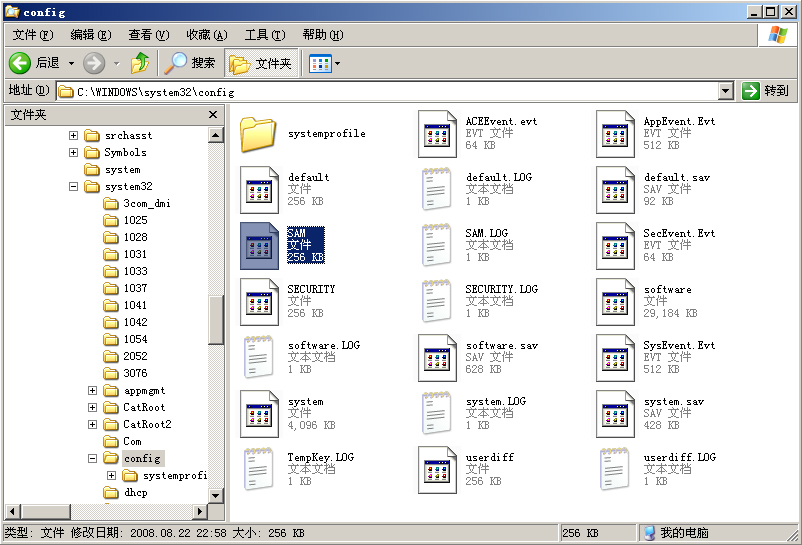 config
文件(F) 编辑(E) 查看(V) 收藏(A) 工具(T) 帮助(H)
后退 搜索 文件夹
地址(D) C:\WINDOWS\system32\config 转到
文件夹
srchasst
Symbols
system
system32
3com_dmi
1025
1028
1031
1033
1037
1041
1042
1054
2052
3076
appmgmt
CatRoot
CatRoot2
Com
config
systemprofi
dhcp
systemprofile
ACEEvent.evt
EVT 文件
64 KB
AppEvent.Evt
EVT 文件
512 KB
default
文件
256 KB
default.LOG
文本文档
1 KB
default.sav
SAV 文件
92 KB
SAM
文件
256 KB
SAM.LOG
文本文档
1 KB
SecEvent.Evt
EVT 文件
64 KB
SECURITY
文件
256 KB
SECURITY.LOG
文本文档
1 KB
software
文件
29,184 KB
software.LOG
文本文档
1 KB
software.sav
SAV 文件
628 KB
SysEvent.Evt
EVT 文件
512 KB
system
文件
4,096 KB
system.LOG
文本文档
1 KB
system.sav
SAV 文件
428 KB
TempKey.LOG
文本文档
1 KB
userdiff
文件
256 KB
userdiff.LOG
文本文档
1 KB
类型: 文件 修改日期: 2008.08.22 22:58 大小: 256 KB 256 KB 我的电脑